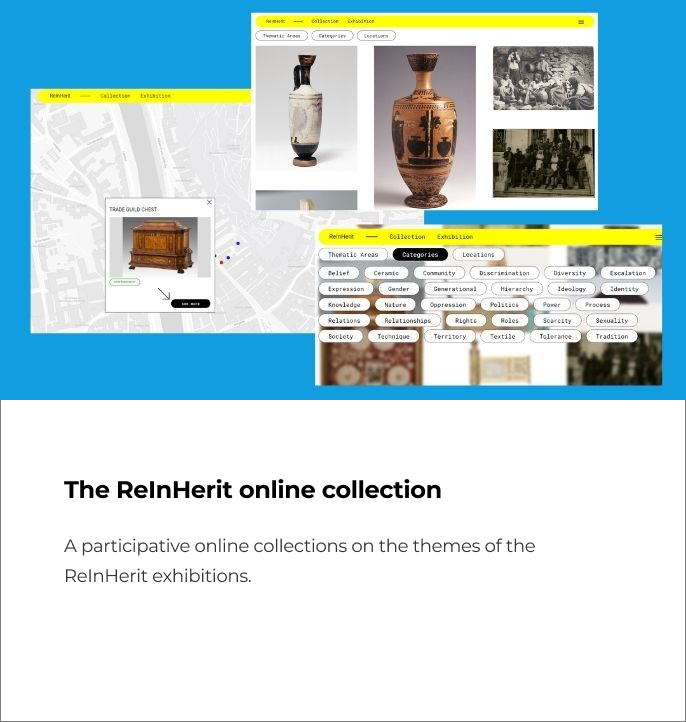 ReInHerit — Collection Exhibition
Thematic Areas Categories Locations
ReInHerit — Collection Exhibition
TRADE GUILD CHEST
SEE MORE
ReInHerit — Collection Exhibition
Thematic Areas Categories Locations
Belief Ceramic Community Discrimination Diversity Escalation
Expression Gender Generational Hierarchy Ideology Identity
Knowledge Nature Oppression Politics Power Process
Relations Relationships Rights Roles Scarcity Sexuality
Society Technique Territory Textile Tolerance Tradition
The ReInHerit online collection
A participative online collections on the themes of the
ReInHerit exhibitions.